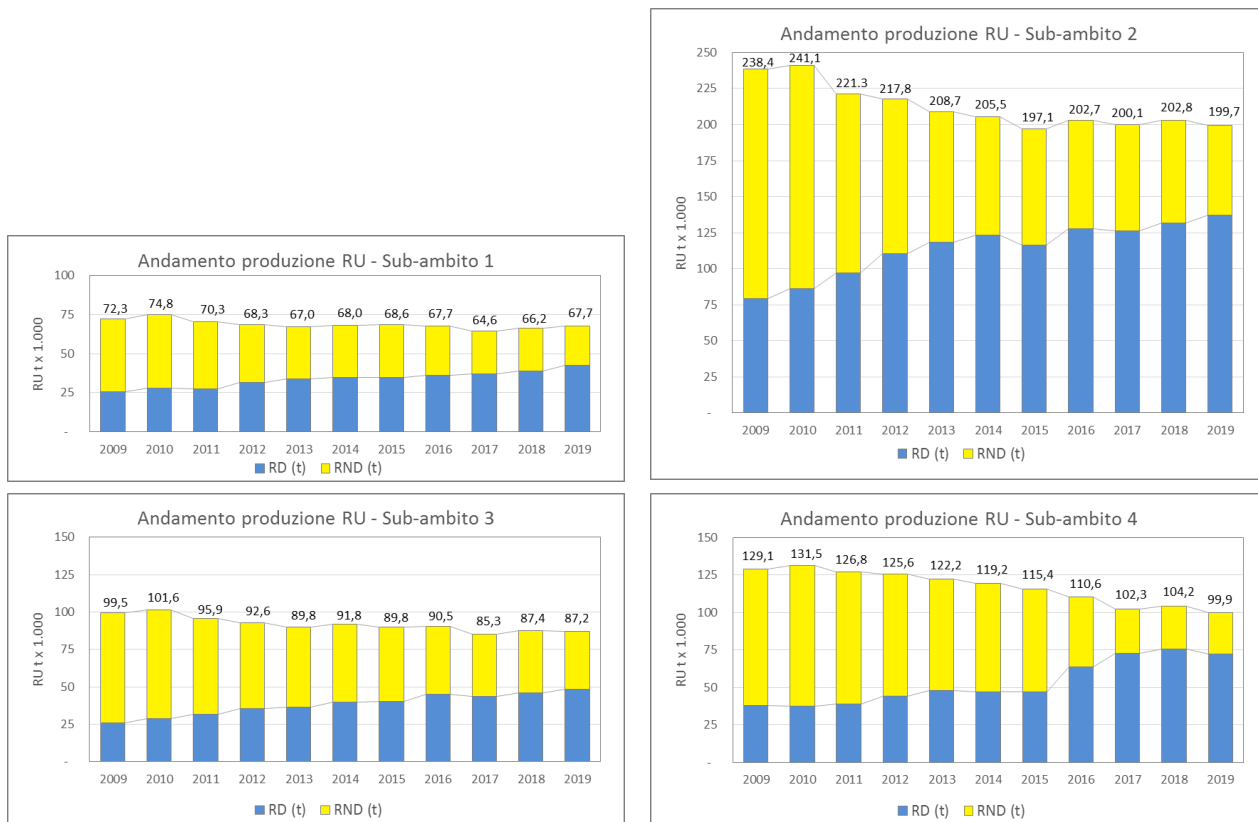 Andamento produzione RU - Sub-ambito 1
RU t x 1.000
100
75
50
25
-
72,3 74,8 70,3 68,3 67,0 68,0 68,6 67,7 64,6 66,2 67,7
2009 2010 2011 2012 2013 2014 2015 2016 2017 2018 2019
RD (t) RND (t)
Andamento produzione RU - Sub-ambito 2
RU t x 1.000
250
225
200
175
150
125
100
75
50
25
-
238,4 241,1 221.3 217,8 208,7 205,5 197,1 202,7 200,1 202,8 199,7
2009 2010 2011 2012 2013 2014 2015 2016 2017 2018 2019
RD (t) RND (t)
Andamento produzione RU - Sub-ambito 3
RU t x 1.000
150
125
100
75
50
25
-
99,5 101,6 95,9 92,6 89,8 91,8 89,8 90,5 85,3 87,4 87,2
2009 2010 2011 2012 2013 2014 2015 2016 2017 2018 2019
RD (t) RND (t)
Andamento produzione RU - Sub-ambito 4
RU t x 1.000
150
125
100
75
50
25
-
129,1 131,5 126,8 125,6 122,2 119,2 115,4 110,6 102,3 104,2 99,9
2009 2010 2011 2012 2013 2014 2015 2016 2017 2018 2019
RD (t) RND (t)